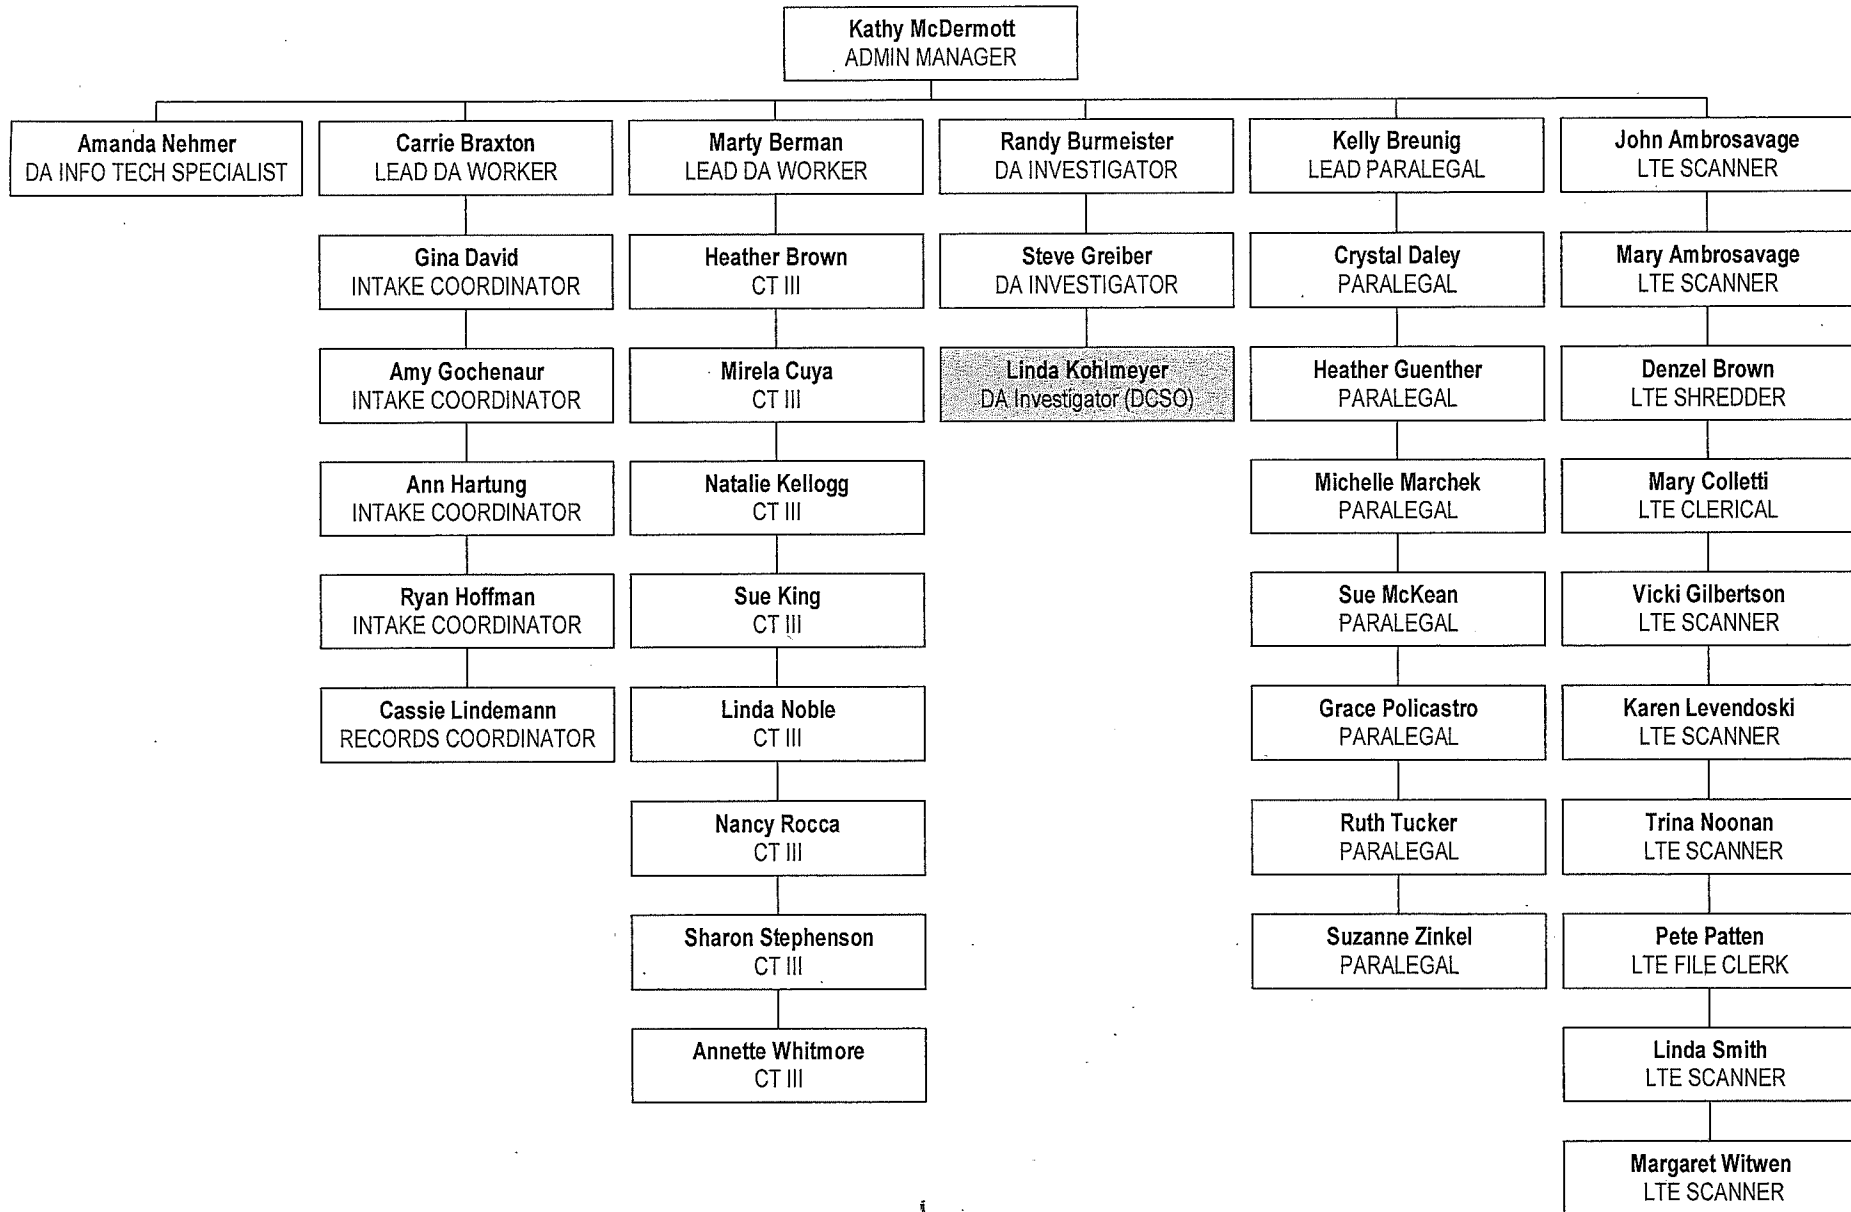 Kathy McDermott
ADMIN MANAGER
Amanda Nehmer
DA INFO TECH SPECIALIST
Carrie Braxton
LEAD DA WORKER
Gina David
INTAKE COORDINATOR
Amy Gochenaur
INTAKE COORDINATOR
Ann Hartung
INTAKE COORDINATOR
Ryan Hoffman
INTAKE COORDINATOR
Cassie Lindemann
RECORDS COORDINATOR
Marty Berman
LEAD DA WORKER
Heather Brown
CT III
Mirela Cuya
CT III
Natalie Kellogg
CT III
Sue King
CT III
Linda Noble
CT III
Nancy Rocca
CT III
Sharon Stephenson
CT III
Annette Whitmore
CT III
Randy Burmeister
DA INVESTIGATOR
Steve Greiber
DA INVESTIGATOR
Linda Kohlmeyer
DA Investigator (DCSO)
Kelly Breunig
LEAD PARALEGAL
Crystal Daley
PARALEGAL
Heather Guenther
PARALEGAL
Michelle Marchek
PARALEGAL
Sue McKean
PARALEGAL
Grace Policastro
PARALEGAL
Ruth Tucker
PARALEGAL
Suzanne Zinkel
PARALEGAL
John Ambrosavage
LTE SCANNER
Mary Ambrosavage
LTE SCANNER
Denzel Brown
LTE SHREDDER
Mary Colletti
LTE CLERICAL
Vicki Gilbertson
LTE SCANNER
Karen Levendoski
LTE SCANNER
Trina Noonan
LTE SCANNER
Pete Patten
LTE FILE CLERK
Linda Smith
LTE SCANNER
Margaret Witwen
LTE SCANNER